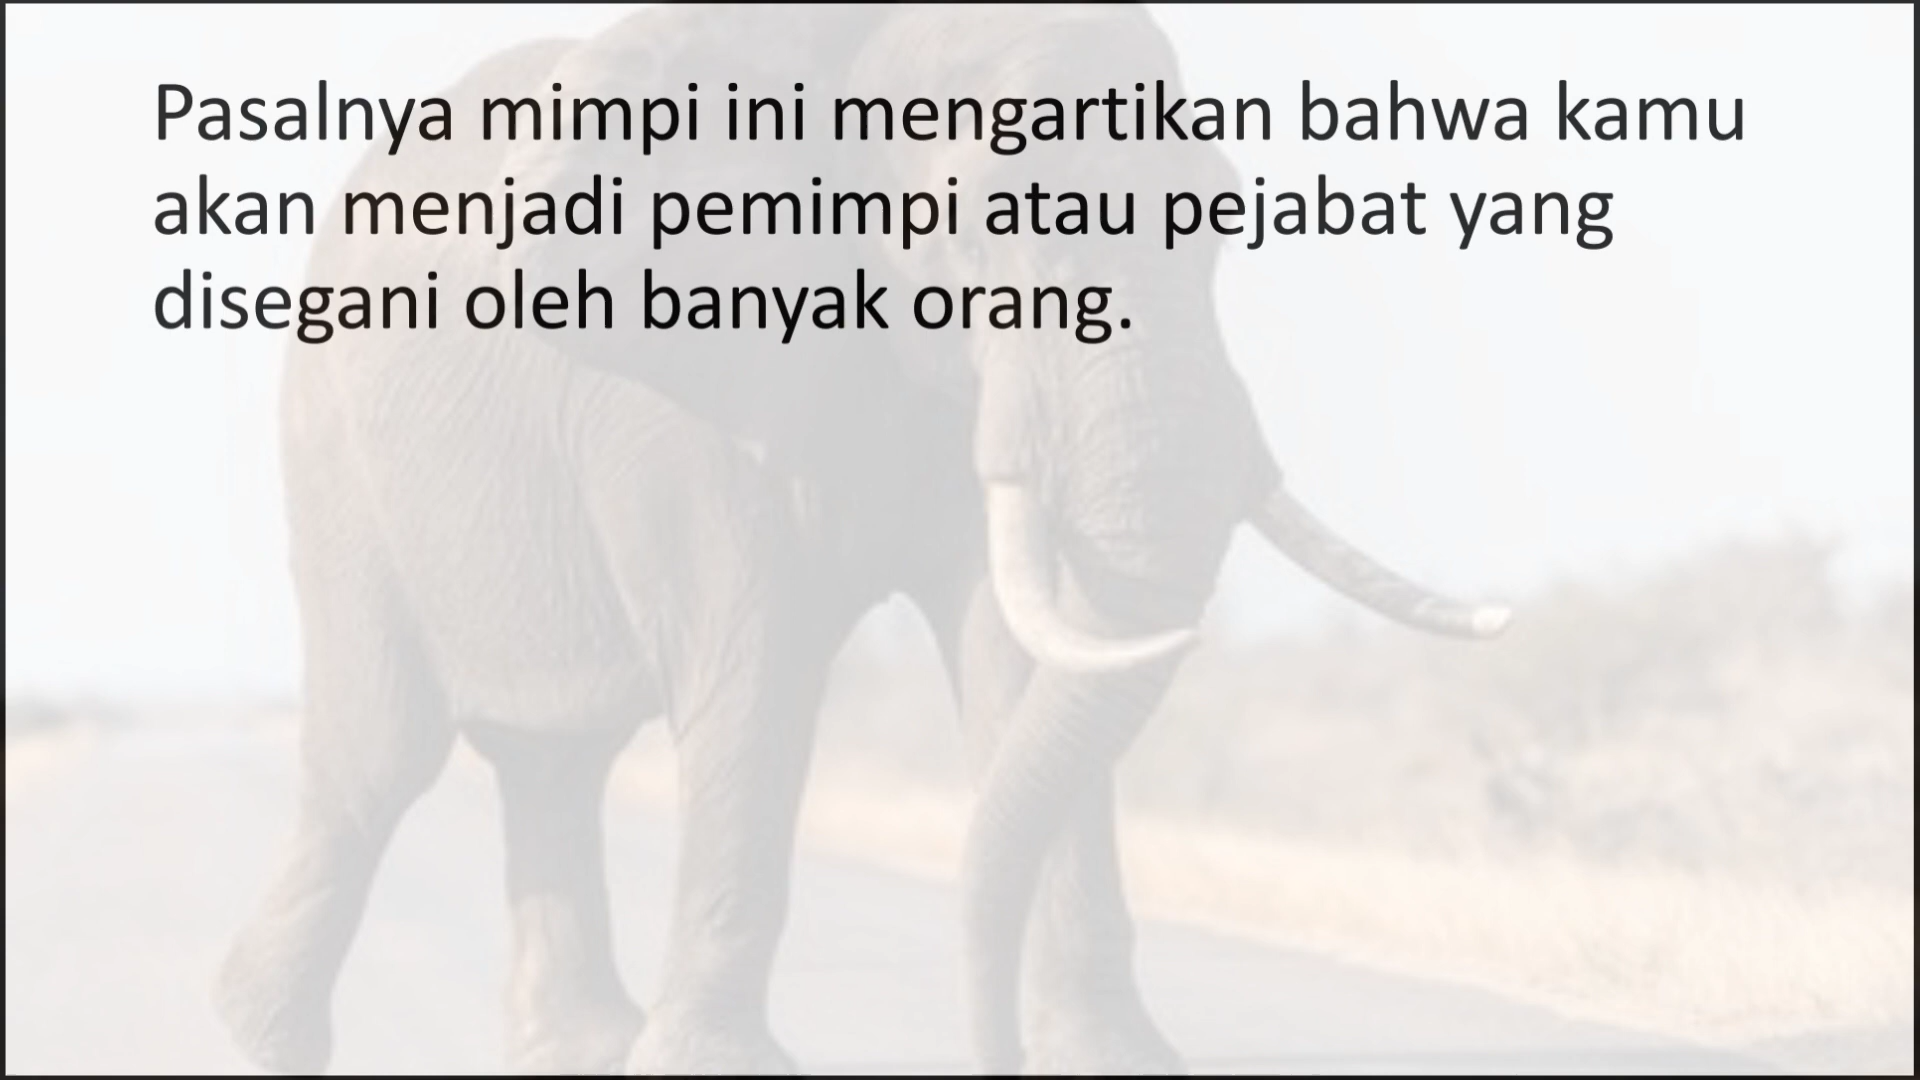 Pasalnya mimpi ini mengartikan bahwa kamu
akan menjadi pemimpi atau pejabat yang
disegani oleh banyak orang.